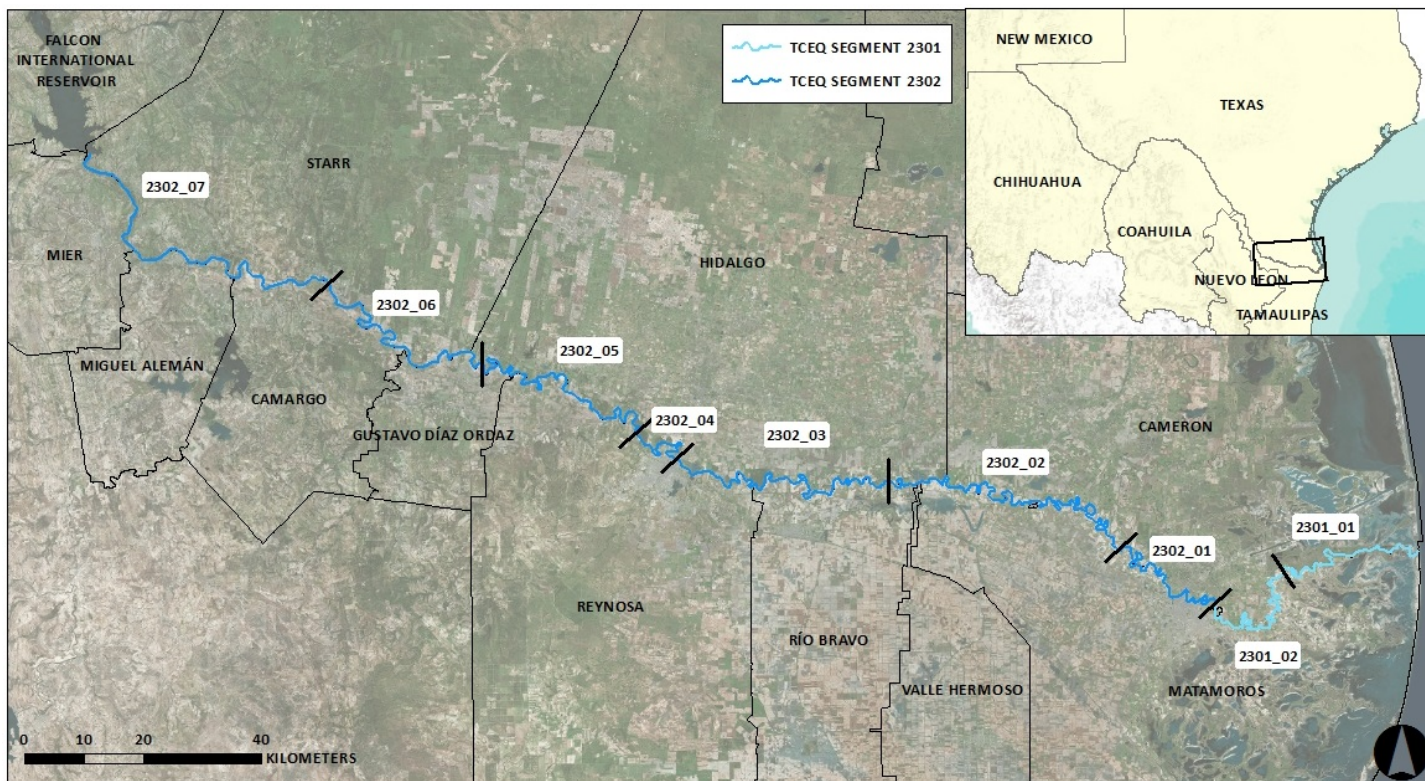 FALCON
INTERNATIONAL
RESERVOIR
TCEQ SEGMENT 2301
TCEQ SEGMENT 2302
NEW MEXICO
TEXAS
CHIHUAHUA
COAHUILA
NUEVO LEON
TAMAULIPAS
STARR
2302_07
MIER
HIDALGO
2302_06
2302_05
MIGUEL ALEMÁN
CAMARGO
GUSTAVO DÍAZ ORDAZ
2302_04
2302_03
CAMERON
2302_02
2301_01
2302_01
REYNOSA
RÍO BRAVO
2301_02
VALLE HERMOSO
MATAMOROS
0 10 20 40
KILOMETERS